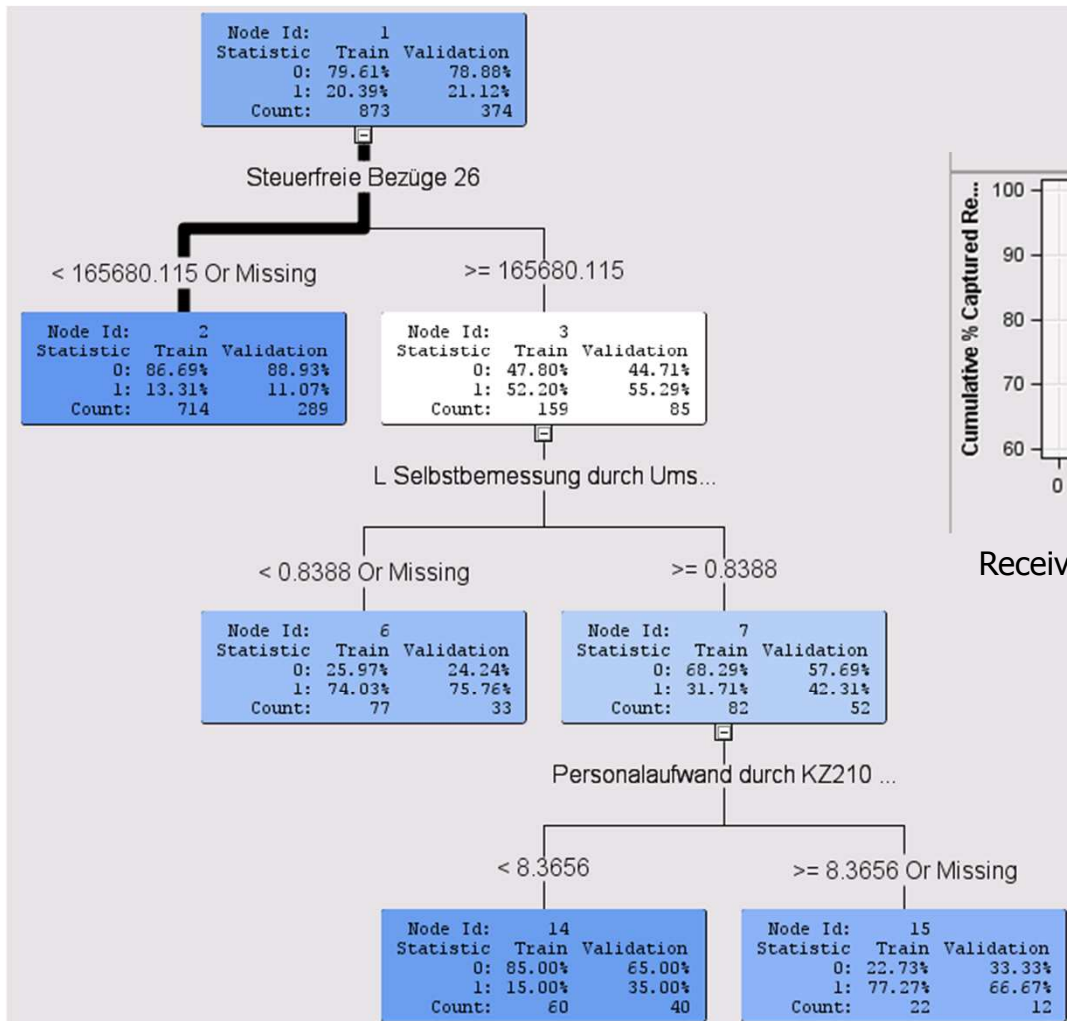 Node Id: 1
Statistic Train Validation
0: 79.61% 78.88%
1: 20.39% 21.12%
Count: 873 374
Steuerfreie Bezüge 26
< 165680.115 Or Missing
>= 165680.115
Node Id: 2
Statistic Train Validation
0: 86.69% 88.93%
1: 13.31% 11.07%
Count: 714 289
Node Id: 3
Statistic Train Validation
0: 47.80% 44.71%
1: 52.20% 55.29%
Count: 159 85
L Selbstbemessung durch Ums...
< 0.8388 Or Missing
>= 0.8388
Node Id: 6
Statistic Train Validation
0: 25.97% 24.24%
1: 74.03% 75.76%
Count: 77 33
Node Id: 7
Statistic Train Validation
0: 68.29% 57.69%
1: 31.71% 42.31%
Count: 82 52
Personalaufwand durch KZ210 ...
< 8.3656
>= 8.3656 Or Missing
Node Id: 14
Statistic Train Validation
0: 85.00% 65.00%
1: 15.00% 35.00%
Count: 60 40
Node Id: 15
Statistic Train Validation
0: 22.73% 33.33%
1: 77.27% 66.67%
Count: 22 12
Cumulative % Captured Re...
100
90
80
70
60
0
Receiv